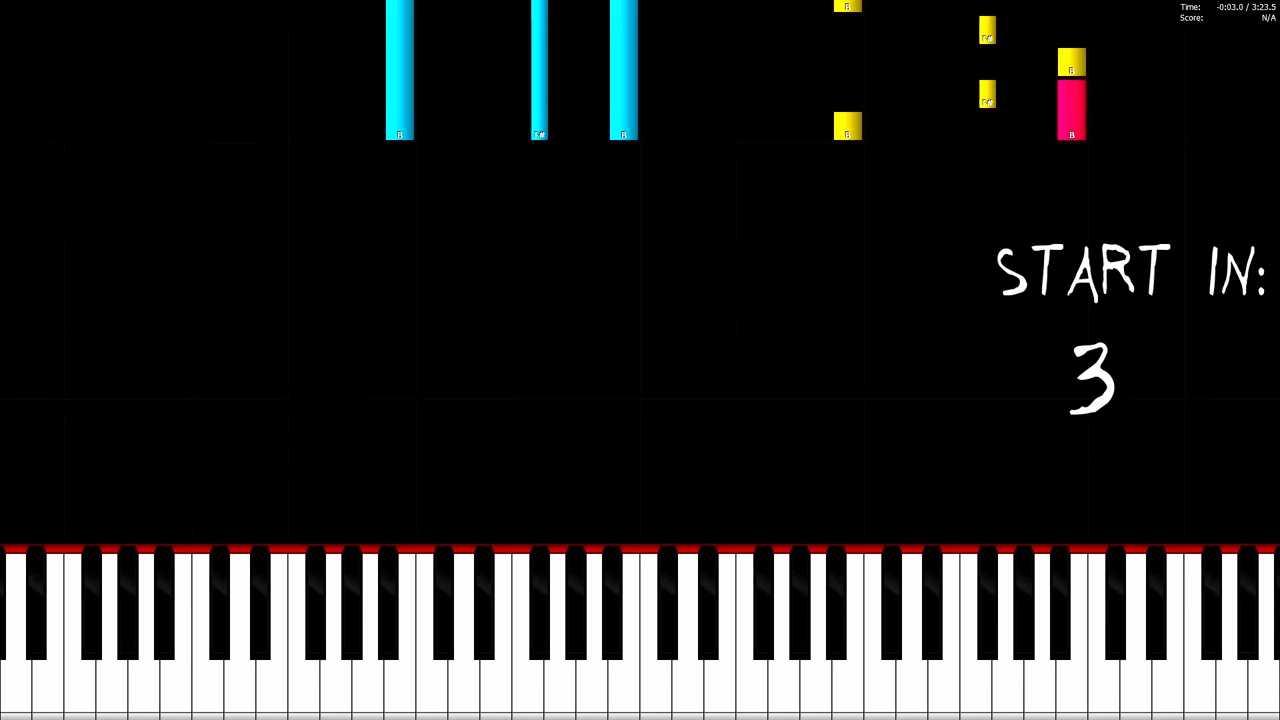 Time: -0:03.0 / 3:23.5
Score: N/A
B
F#
B
F#
B F# B B B
START IN:
3